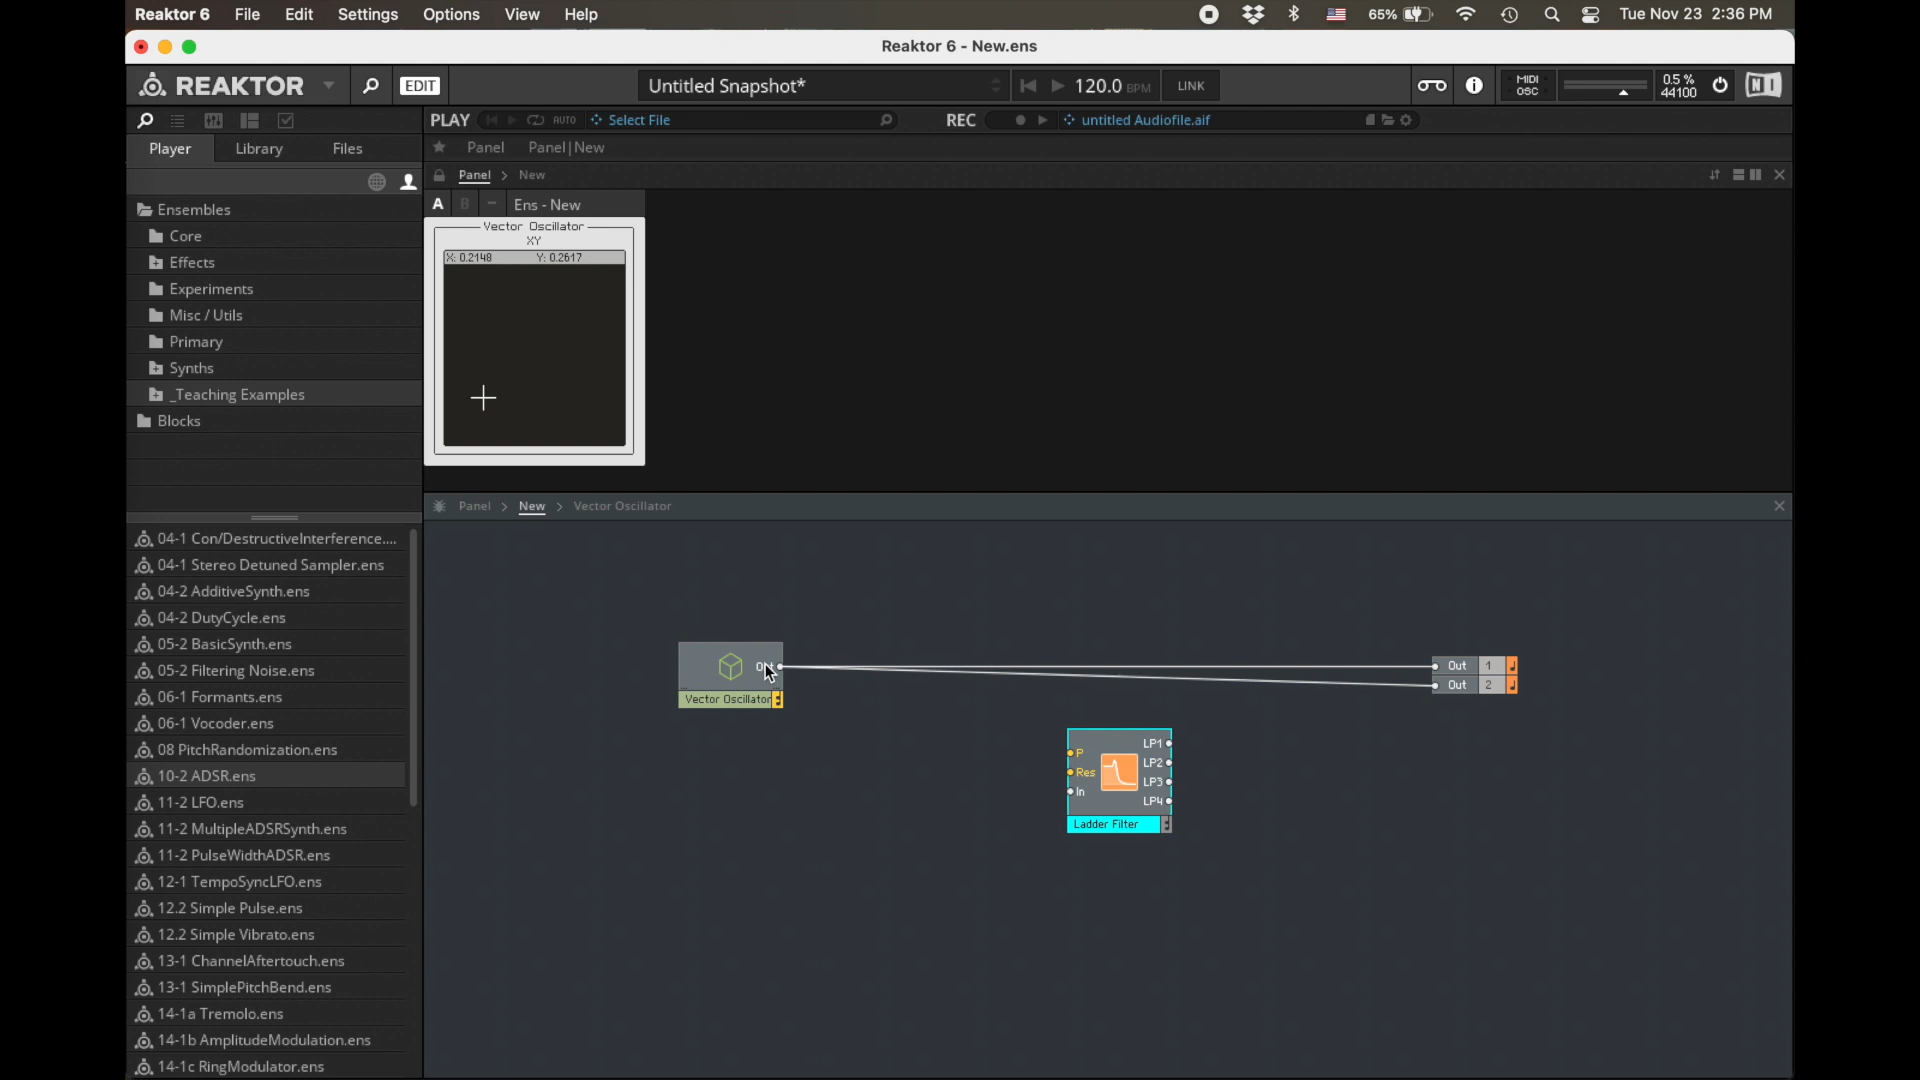 Reaktor 6 File Edit Settings Options View Help 65% Tue Nov 23 2:36 PM
Reaktor 6 - New.ens
REAKTOR EDIT Untitled Snapshot* 120.0 BPM LINK MIDI OSC 0.5 % 44100 NI
PLAY AUTO Select File REC untitled Audiofile.aif
Player Library Files
Panel Panel|New
Panel > New
A B Ens - New
Ensembles
Core
Effects
Experiments
Misc / Utils
Primary
Synths
_Teaching Examples
Blocks
Vector Oscillator
XY
X: 0.2148 Y: 0.2617
Panel > New > Vector Oscillator
04-1 Con/DestructiveInterference....
04-1 Stereo Detuned Sampler.ens
04-2 AdditiveSynth.ens
04-2 DutyCycle.ens
05-2 BasicSynth.ens
05-2 Filtering Noise.ens
06-1 Formants.ens
06-1 Vocoder.ens
08 PitchRandomization.ens
10-2 ADSR.ens
11-2 LFO.ens
11-2 MultipleADSRSynth.ens
11-2 PulseWidthADSR.ens
12-1 TempoSyncLFO.ens
12.2 Simple Pulse.ens
12.2 Simple Vibrato.ens
13-1 ChannelAftertouch.ens
13-1 SimplePitchBend.ens
14-1a Tremolo.ens
14-1b AmplitudeModulation.ens
14-1c RingModulator.ens
Out
Vector Oscillator
Out 1
Out 2
LP1
P
LP2
Res
LP3
In
LP4
Ladder Filter